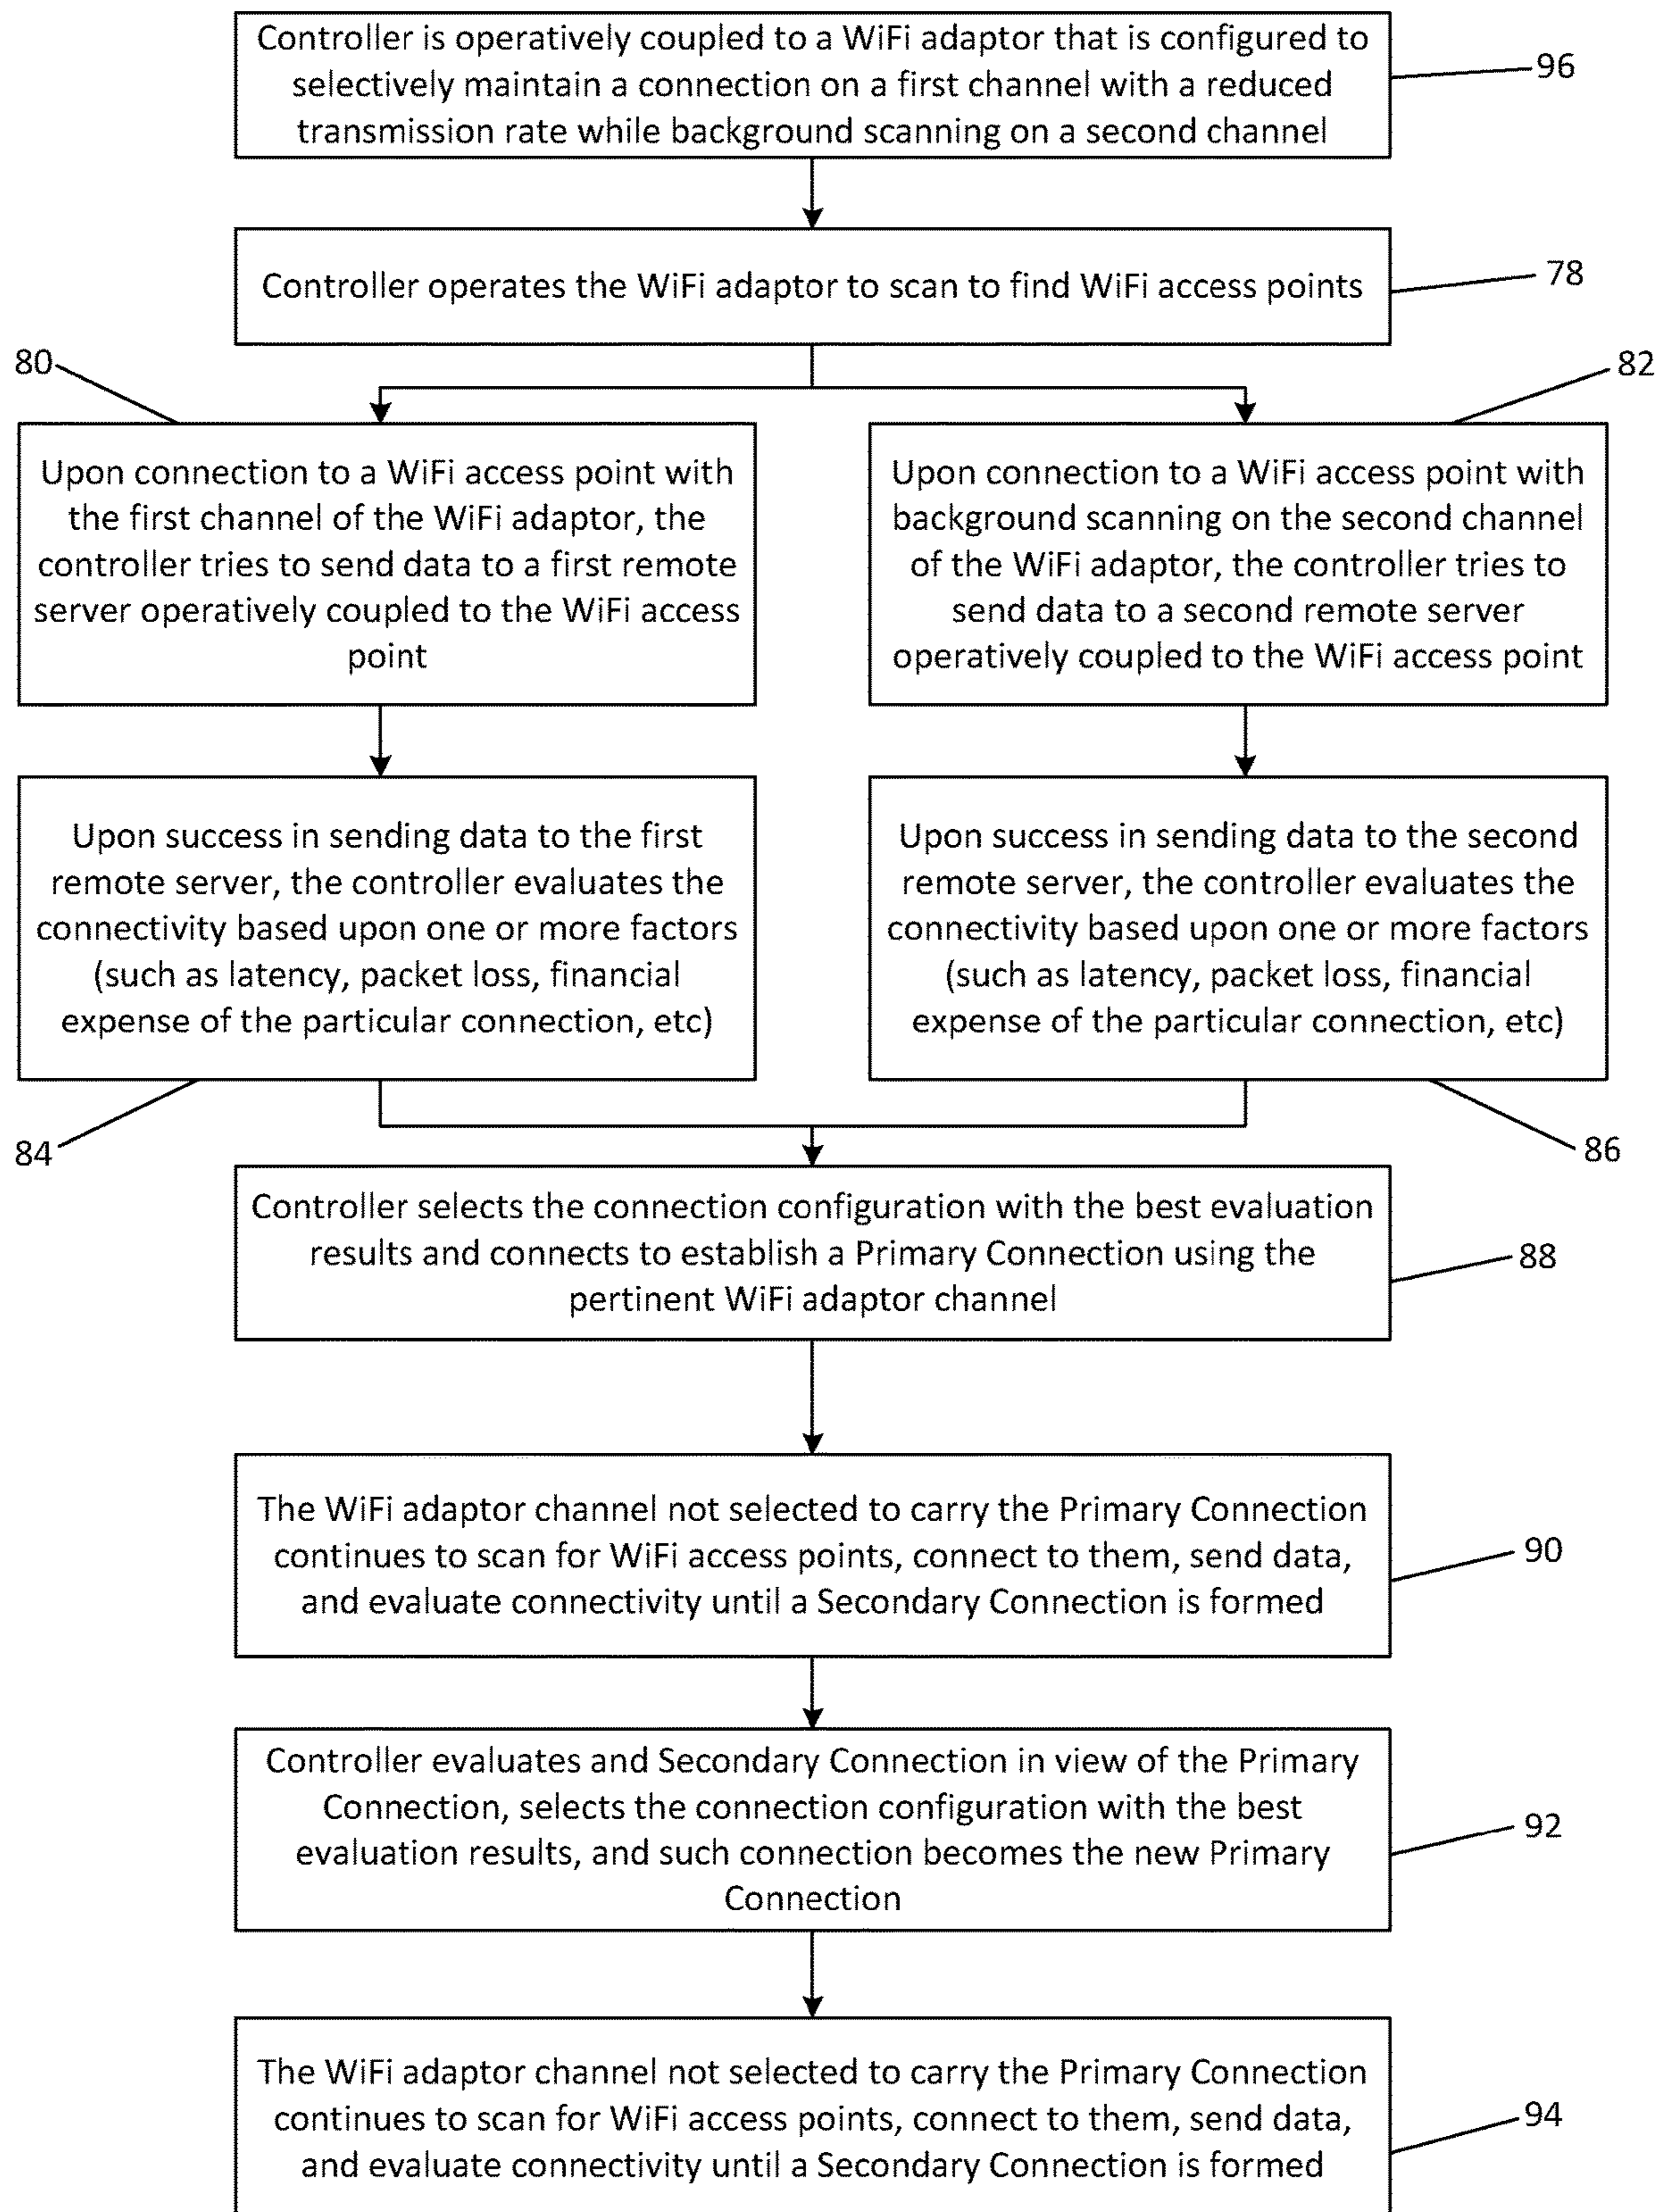 Controller is operatively coupled to a WiFi adaptor that is configured to
selectively maintain a connection on a first channel with a reduced
transmission rate while background scanning on a second channel
96
Controller operates the WiFi adaptor to scan to find WiFi access points
78
80
82
Upon connection to a WiFi access point with
the first channel of the WiFi adaptor, the
controller tries to send data to a first remote
server operatively coupled to the WiFi access
point
Upon connection to a WiFi access point with
background scanning on the second channel
of the WiFi adaptor, the controller tries to
send data to a second remote server
operatively coupled to the WiFi access point
Upon success in sending data to the first
remote server, the controller evaluates the
connectivity based upon one or more factors
(such as latency, packet loss, financial
expense of the particular connection, etc)
Upon success in sending data to the second
remote server, the controller evaluates the
connectivity based upon one or more factors
(such as latency, packet loss, financial
expense of the particular connection, etc)
84
86
Controller selects the connection configuration with the best evaluation
results and connects to establish a Primary Connection using the
pertinent WiFi adaptor channel
88
The WiFi adaptor channel not selected to carry the Primary Connection
continues to scan for WiFi access points, connect to them, send data,
and evaluate connectivity until a Secondary Connection is formed
90
Controller evaluates and Secondary Connection in view of the Primary
Connection, selects the connection configuration with the best
evaluation results, and such connection becomes the new Primary
Connection
92
The WiFi adaptor channel not selected to carry the Primary Connection
continues to scan for WiFi access points, connect to them, send data,
and evaluate connectivity until a Secondary Connection is formed
94